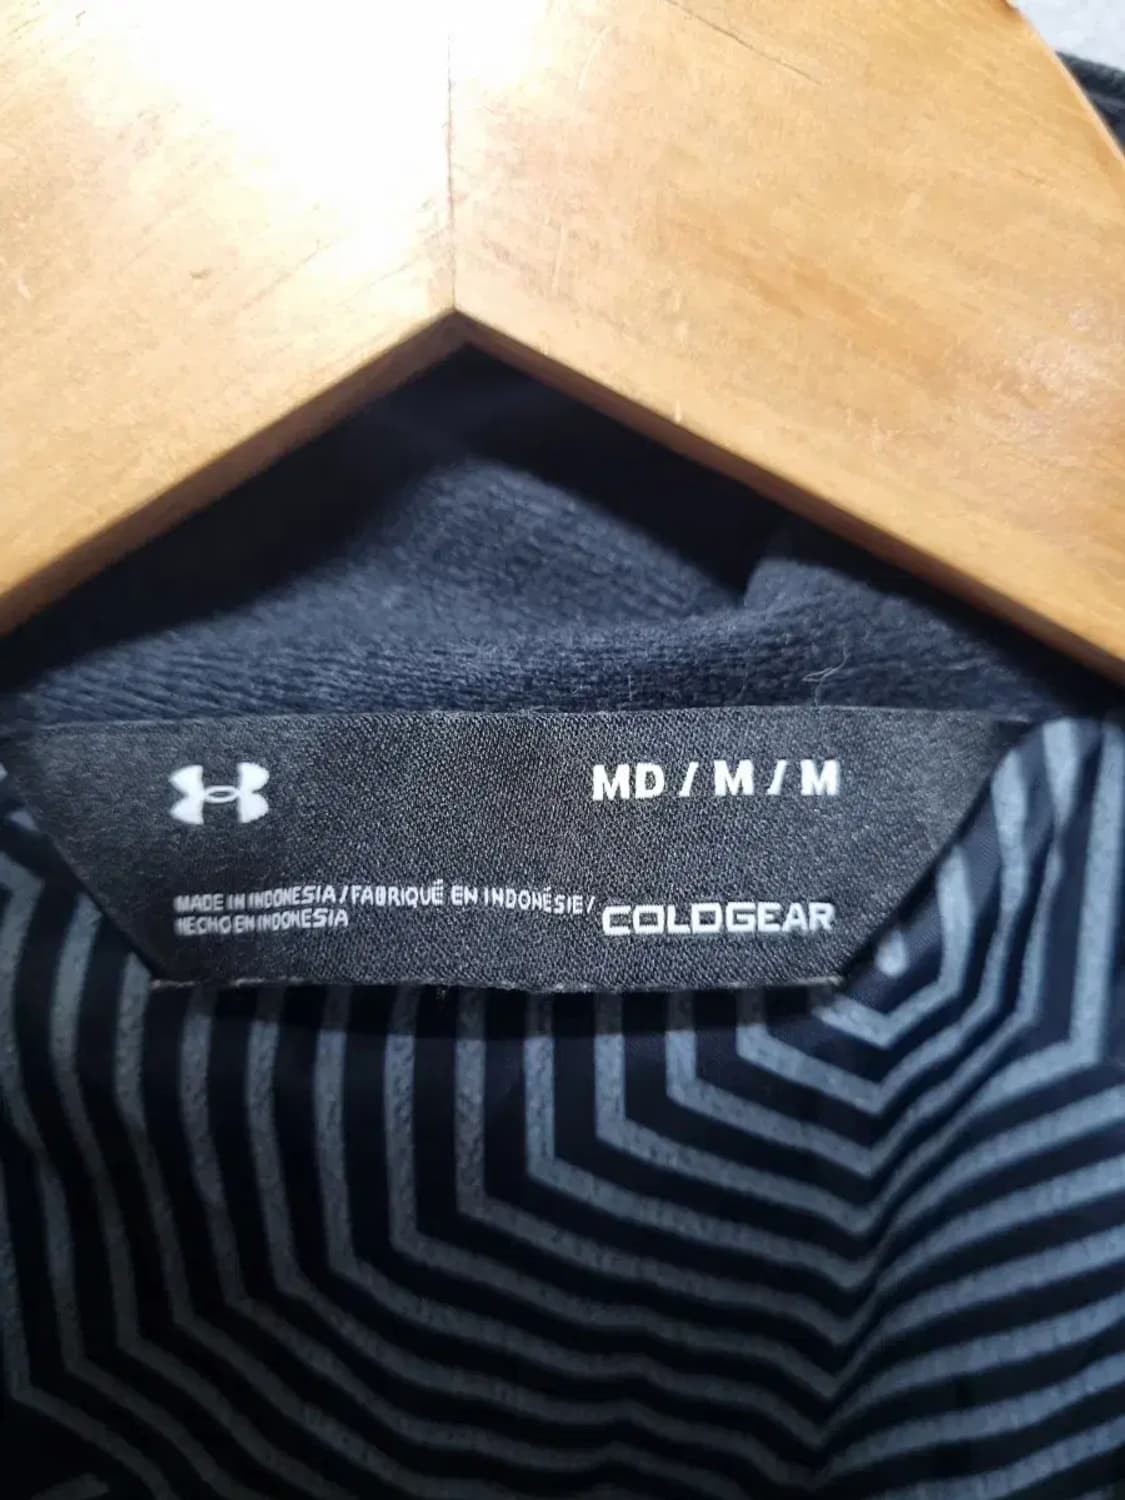 MD / M / M
MADE IN INDONESIA / FABRIQUÉ EN INDONÉSIE /
HECHO EN INDONESIA
COLDGEAR